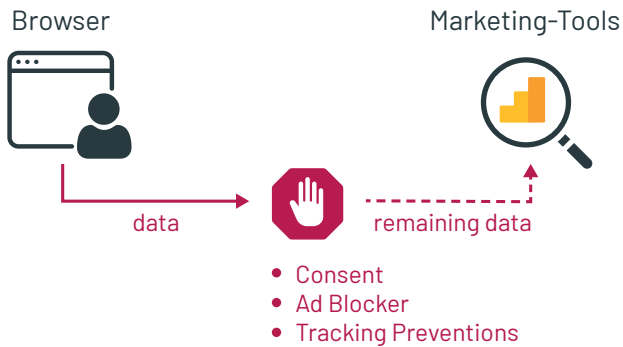 Browser
Marketing-Tools
data
remaining data
Consent
Ad Blocker
Tracking Preventions